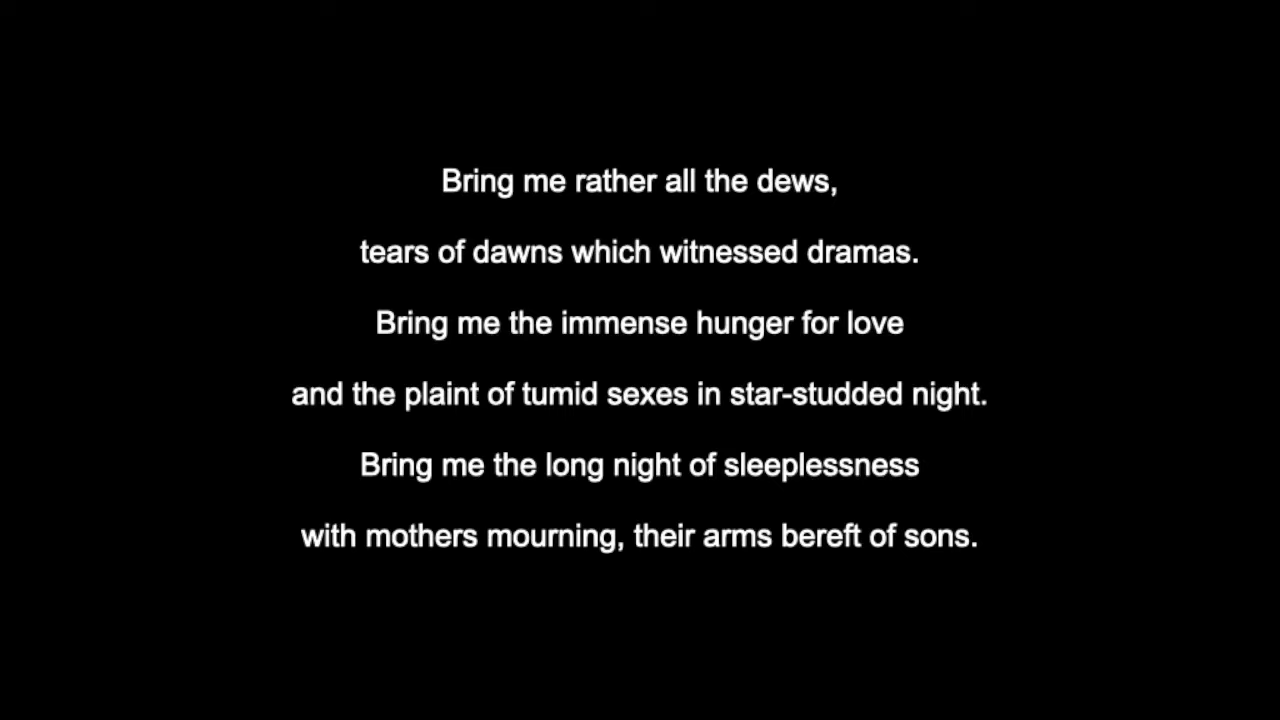 Bring me rather all the dews,
tears of dawns which witnessed dramas.
Bring me the immense hunger for love
and the plaint of tumid sexes in star-studded night.
Bring me the long night of sleeplessness
with mothers mourning, their arms bereft of sons.